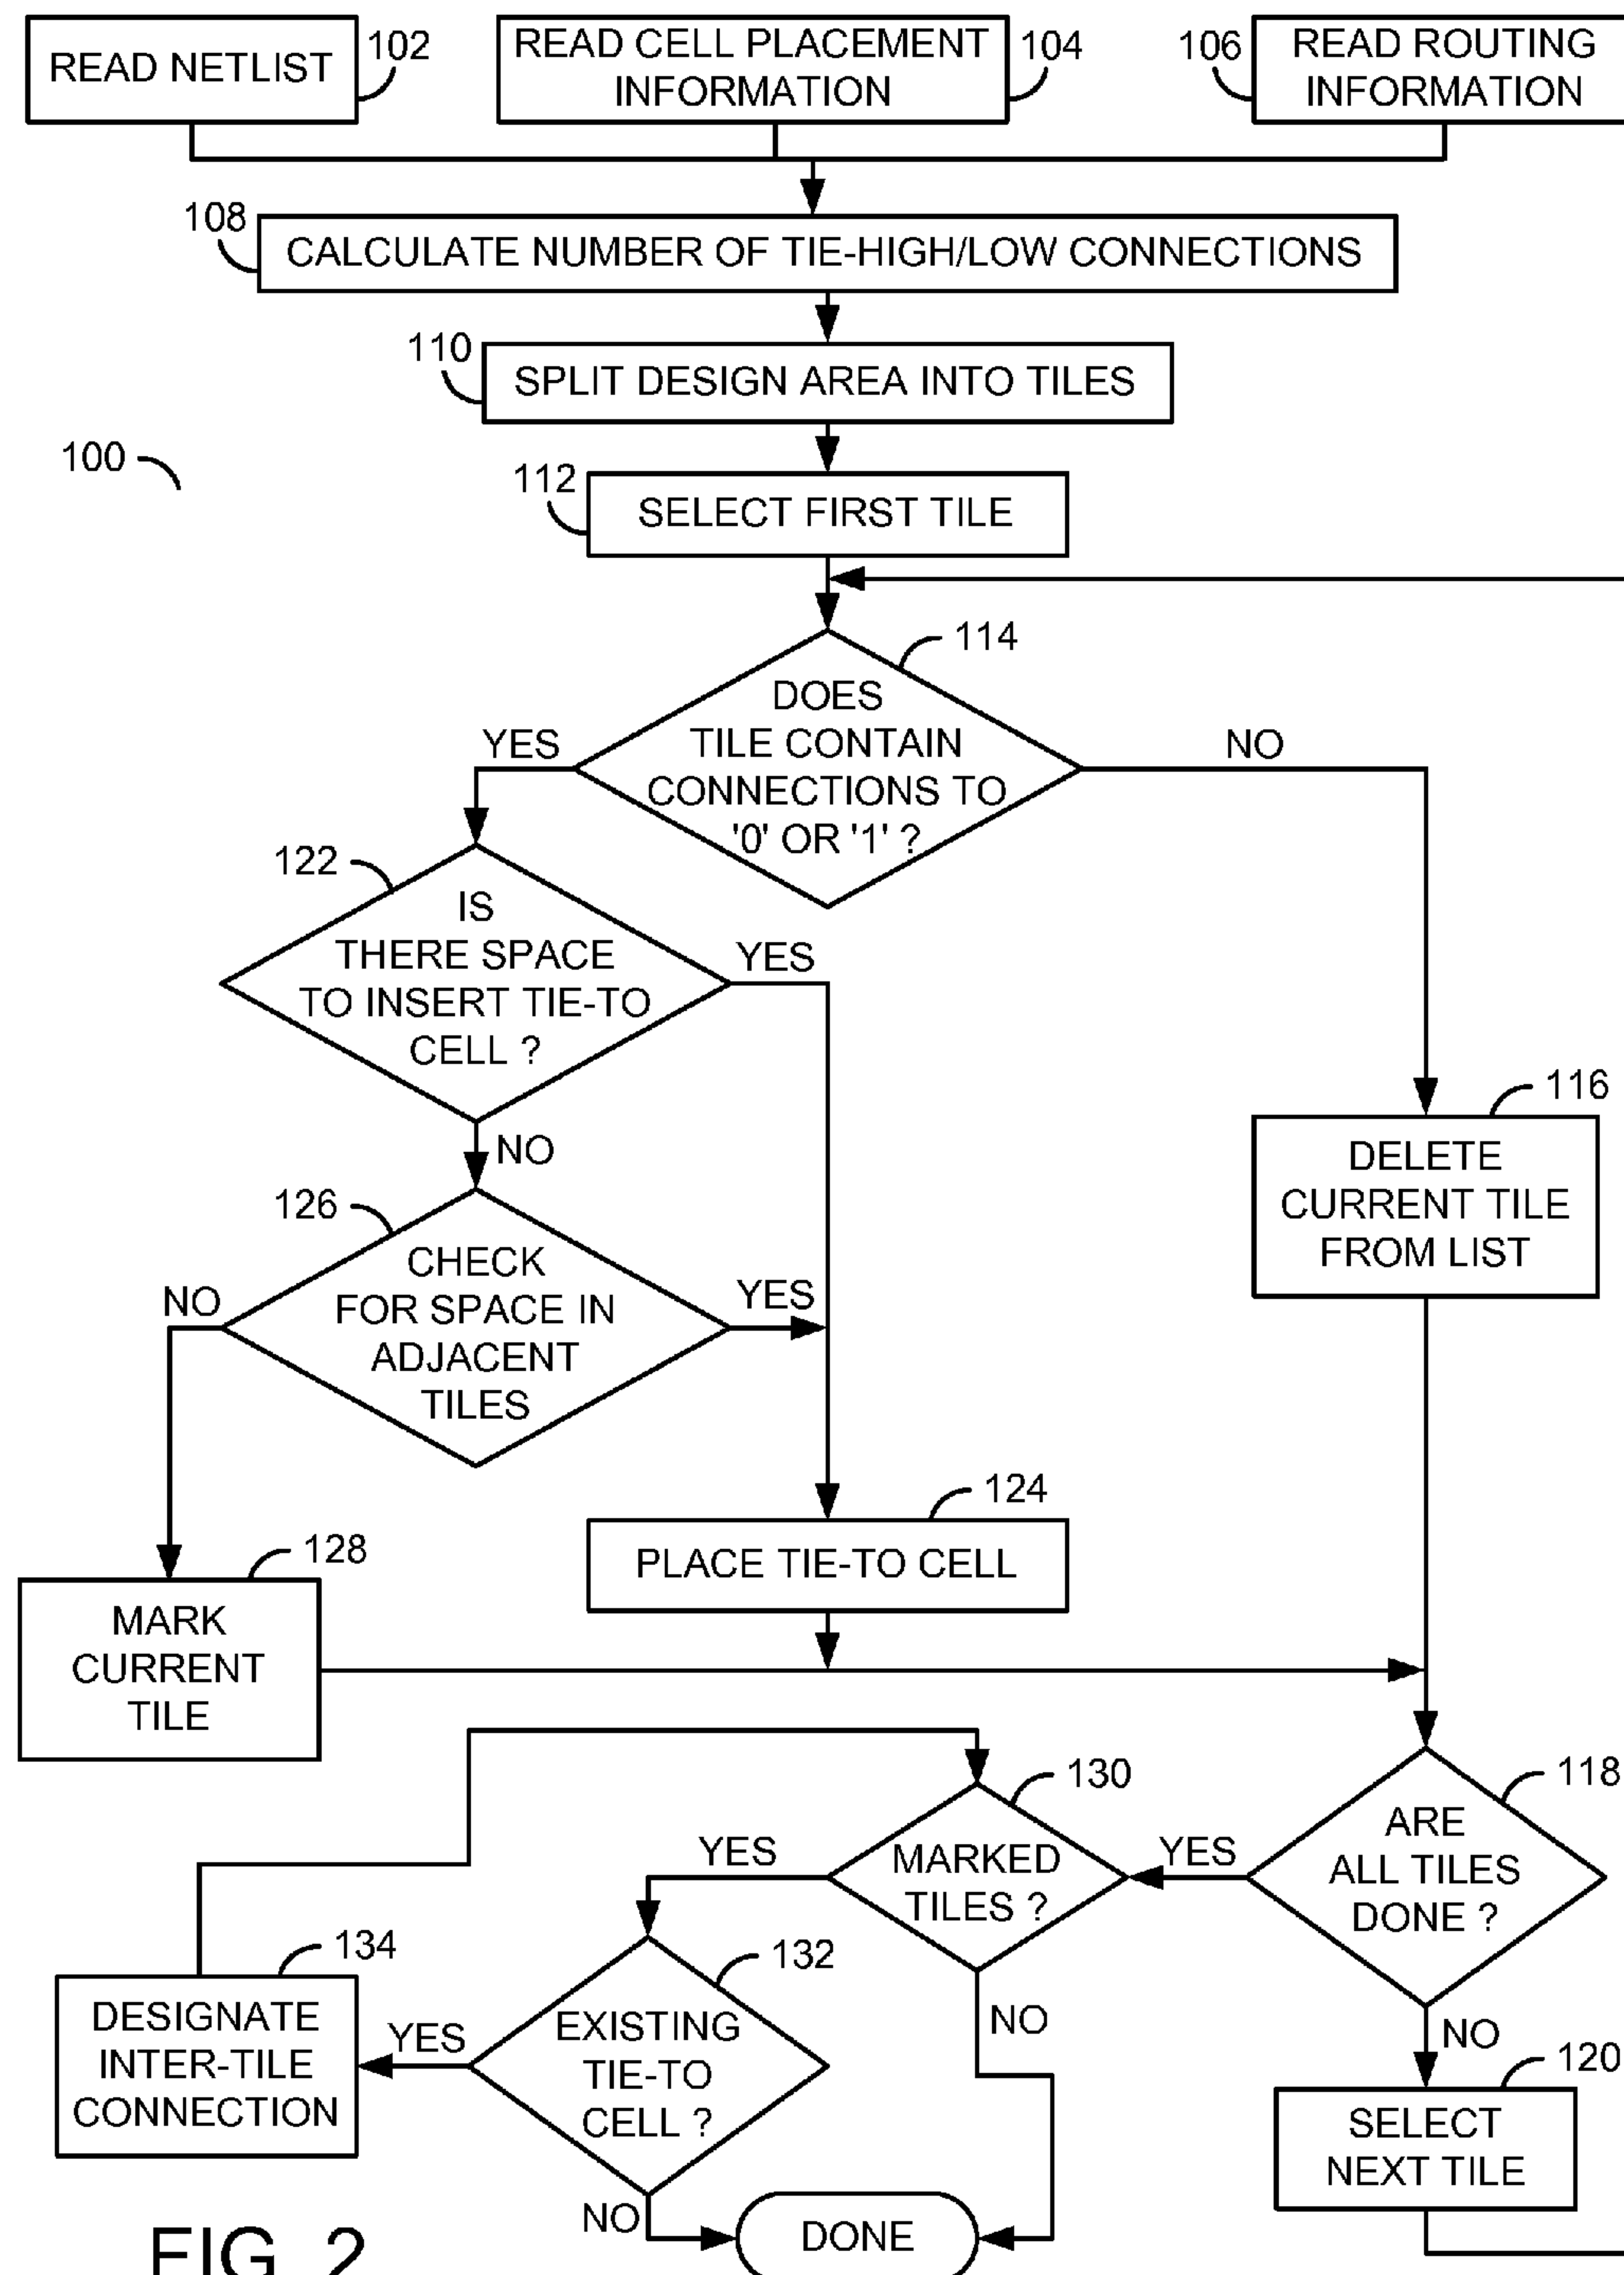 READ NETLIST
102
READ CELL PLACEMENT
INFORMATION
104
106
READ ROUTING
INFORMATION
108
CALCULATE NUMBER OF TIE-HIGH/LOW CONNECTIONS
110
SPLIT DESIGN AREA INTO TILES
100
112
SELECT FIRST TILE
114
DOES
TILE CONTAIN
CONNECTIONS TO
'0' OR '1' ?
YES
NO
122
IS
THERE SPACE
TO INSERT TIE-TO
CELL ?
YES
NO
116
DELETE
CURRENT TILE
FROM LIST
126
CHECK
FOR SPACE IN
ADJACENT
TILES
NO
YES
124
PLACE TIE-TO CELL
128
MARK
CURRENT
TILE
130
MARKED
TILES ?
YES
YES
118
ARE
ALL TILES
DONE ?
134
DESIGNATE
INTER-TILE
CONNECTION
YES
132
EXISTING
TIE-TO
CELL ?
NO
NO
120
SELECT
NEXT TILE
NO
DONE
FIG. 2